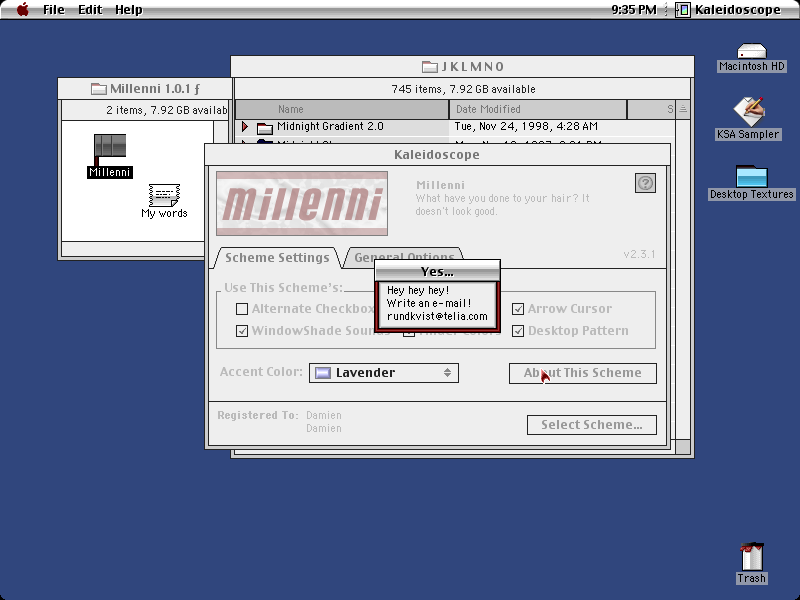 File Edit Help
9:35 PM
Kaleidoscope
JKLMNO
Macintosh HD
Millenni 1.0.1 ƒ
745 items, 7.92 GB available
2 items, 7.92 GB availab
Name Date Modified S
Midnight Gradient 2.0 Tue, Nov 24, 1998, 4:28 AM
KSA Sampler
Kaleidoscope
Millenni
My words
millenni
Millenni
What have you done to your hair? It
doesn't look good.
?
Desktop Textures
v2.3.1
Scheme Settings General Options
Yes...
Use This Scheme's:
Hey hey hey!
Write an e-mail!
rundkvist@telia.com
Alternate Checkbox
Arrow Cursor
WindowShade Sounds
Desktop Pattern
Accent Color: Lavender About This Scheme
Registered To: Damien
Damien
Select Scheme...
Trash